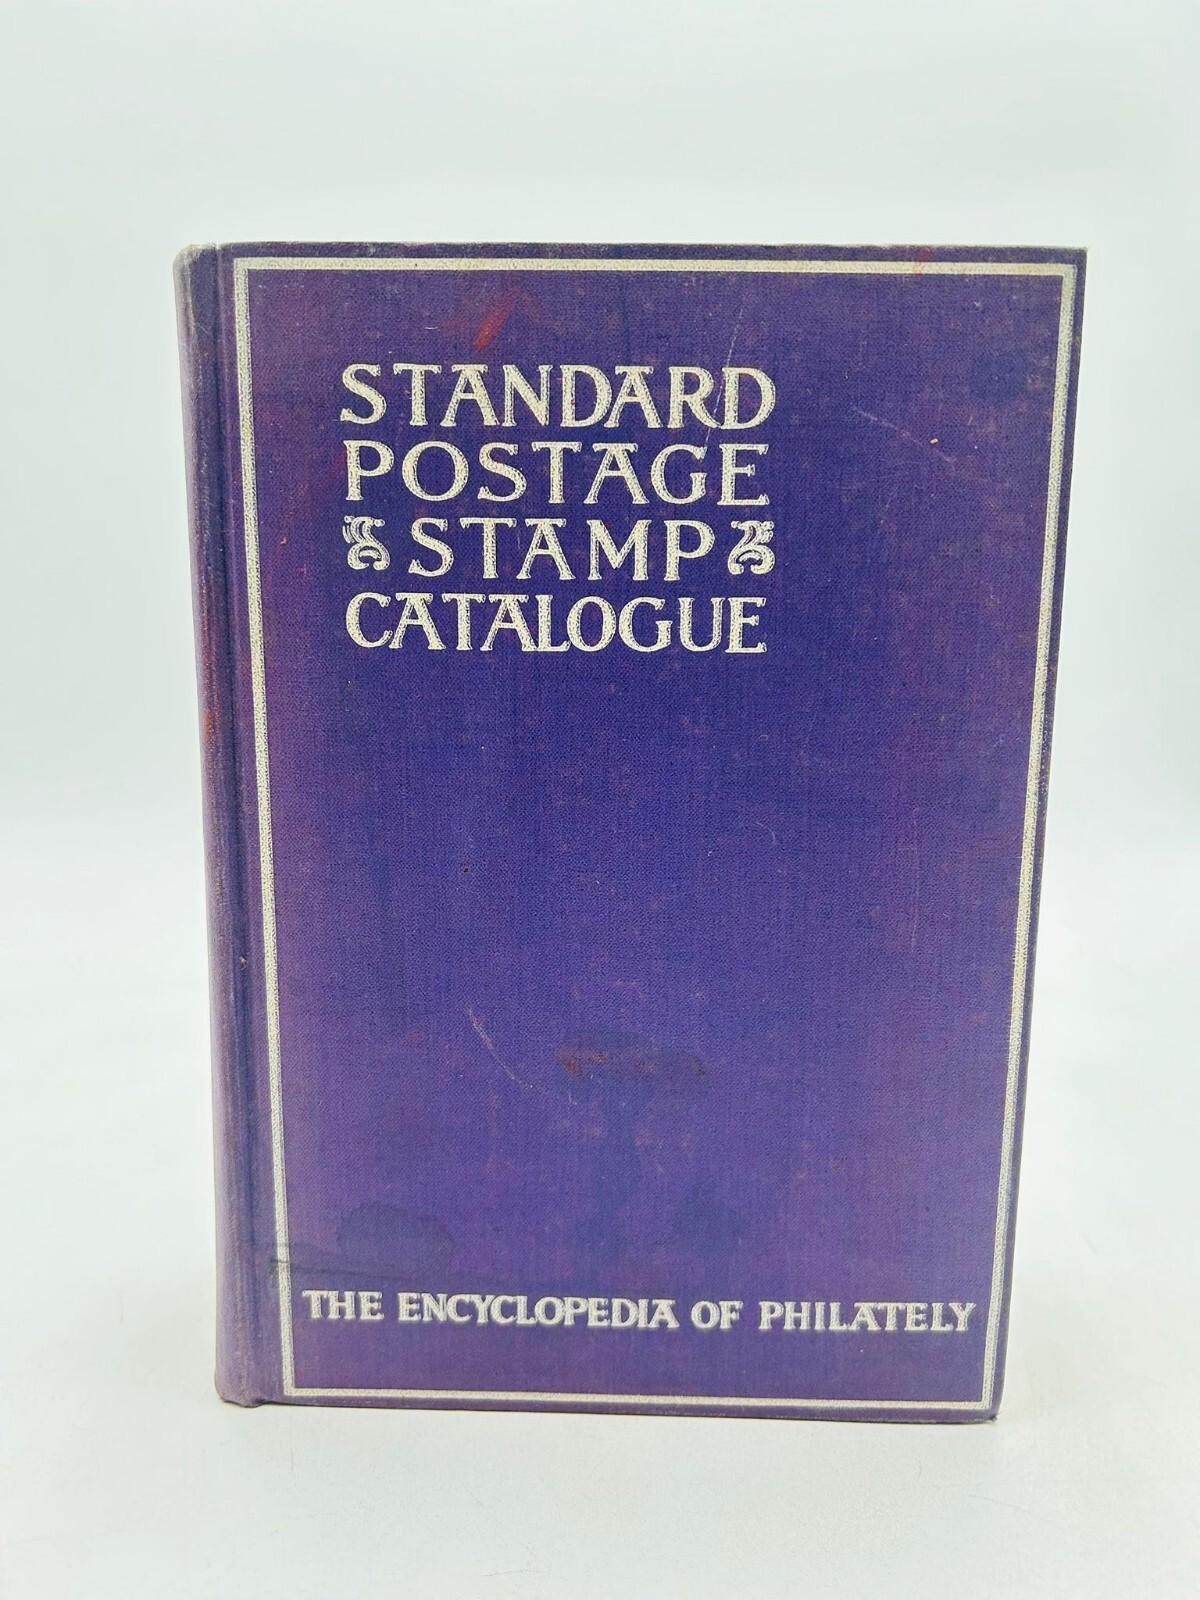 STANDARD
POSTAGE
STAMP
CATALOGUE
THE ENCYCLOPEDIA OF PHILATELY